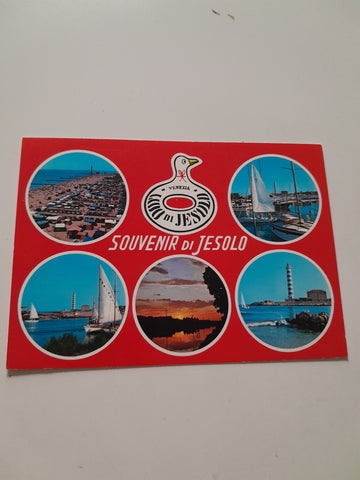 VENEZIA
LIDO DI JESOLO
SOUVENIR DI JESOLO